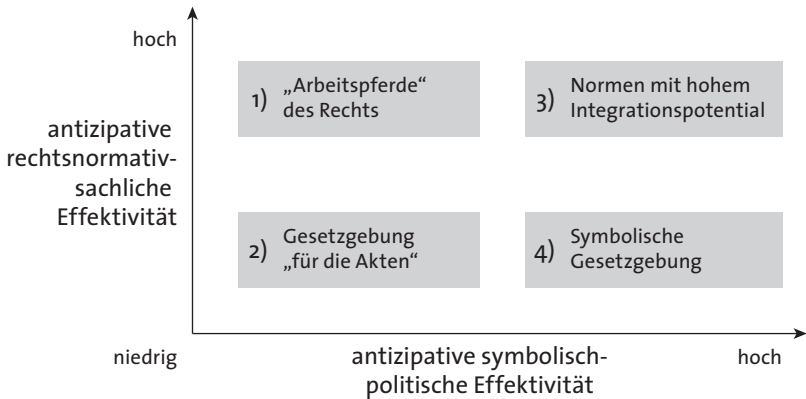 hoch
antizipative
rechtsnormativ-
sachliche
Effektivität
1) „Arbeitspferde“
des Rechts
3) Normen mit hohem
Integrationspotential
2) Gesetzgebung
„für die Akten“
4) Symbolische
Gesetzgebung
niedrig
antizipative symbolisch-
politische Effektivität
hoch